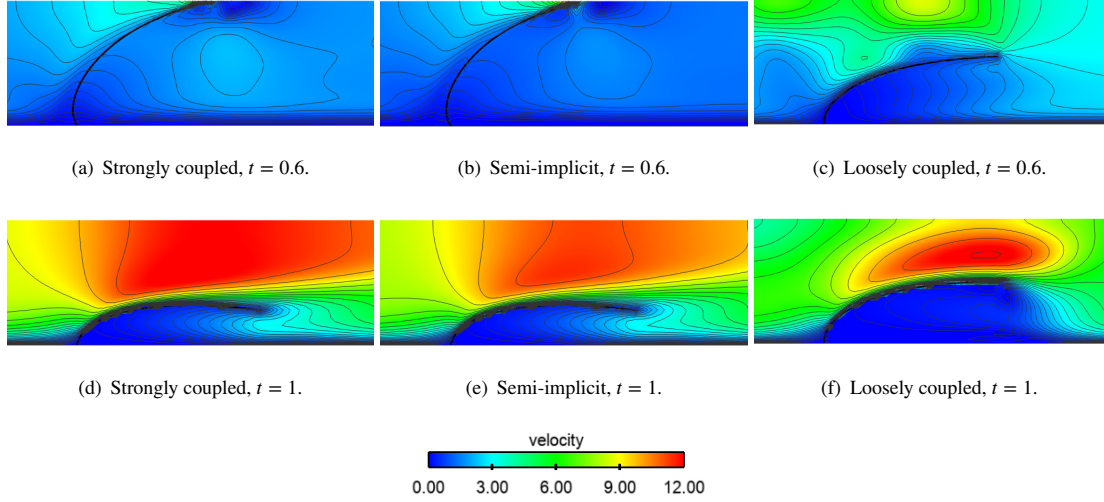 (a) Strongly coupled, t = 0.6.
(b) Semi-implicit, t = 0.6.
(c) Loosely coupled, t = 0.6.
(d) Strongly coupled, t = 1.
(e) Semi-implicit, t = 1.
(f) Loosely coupled, t = 1.
velocity
0.00 3.00 6.00 9.00 12.00